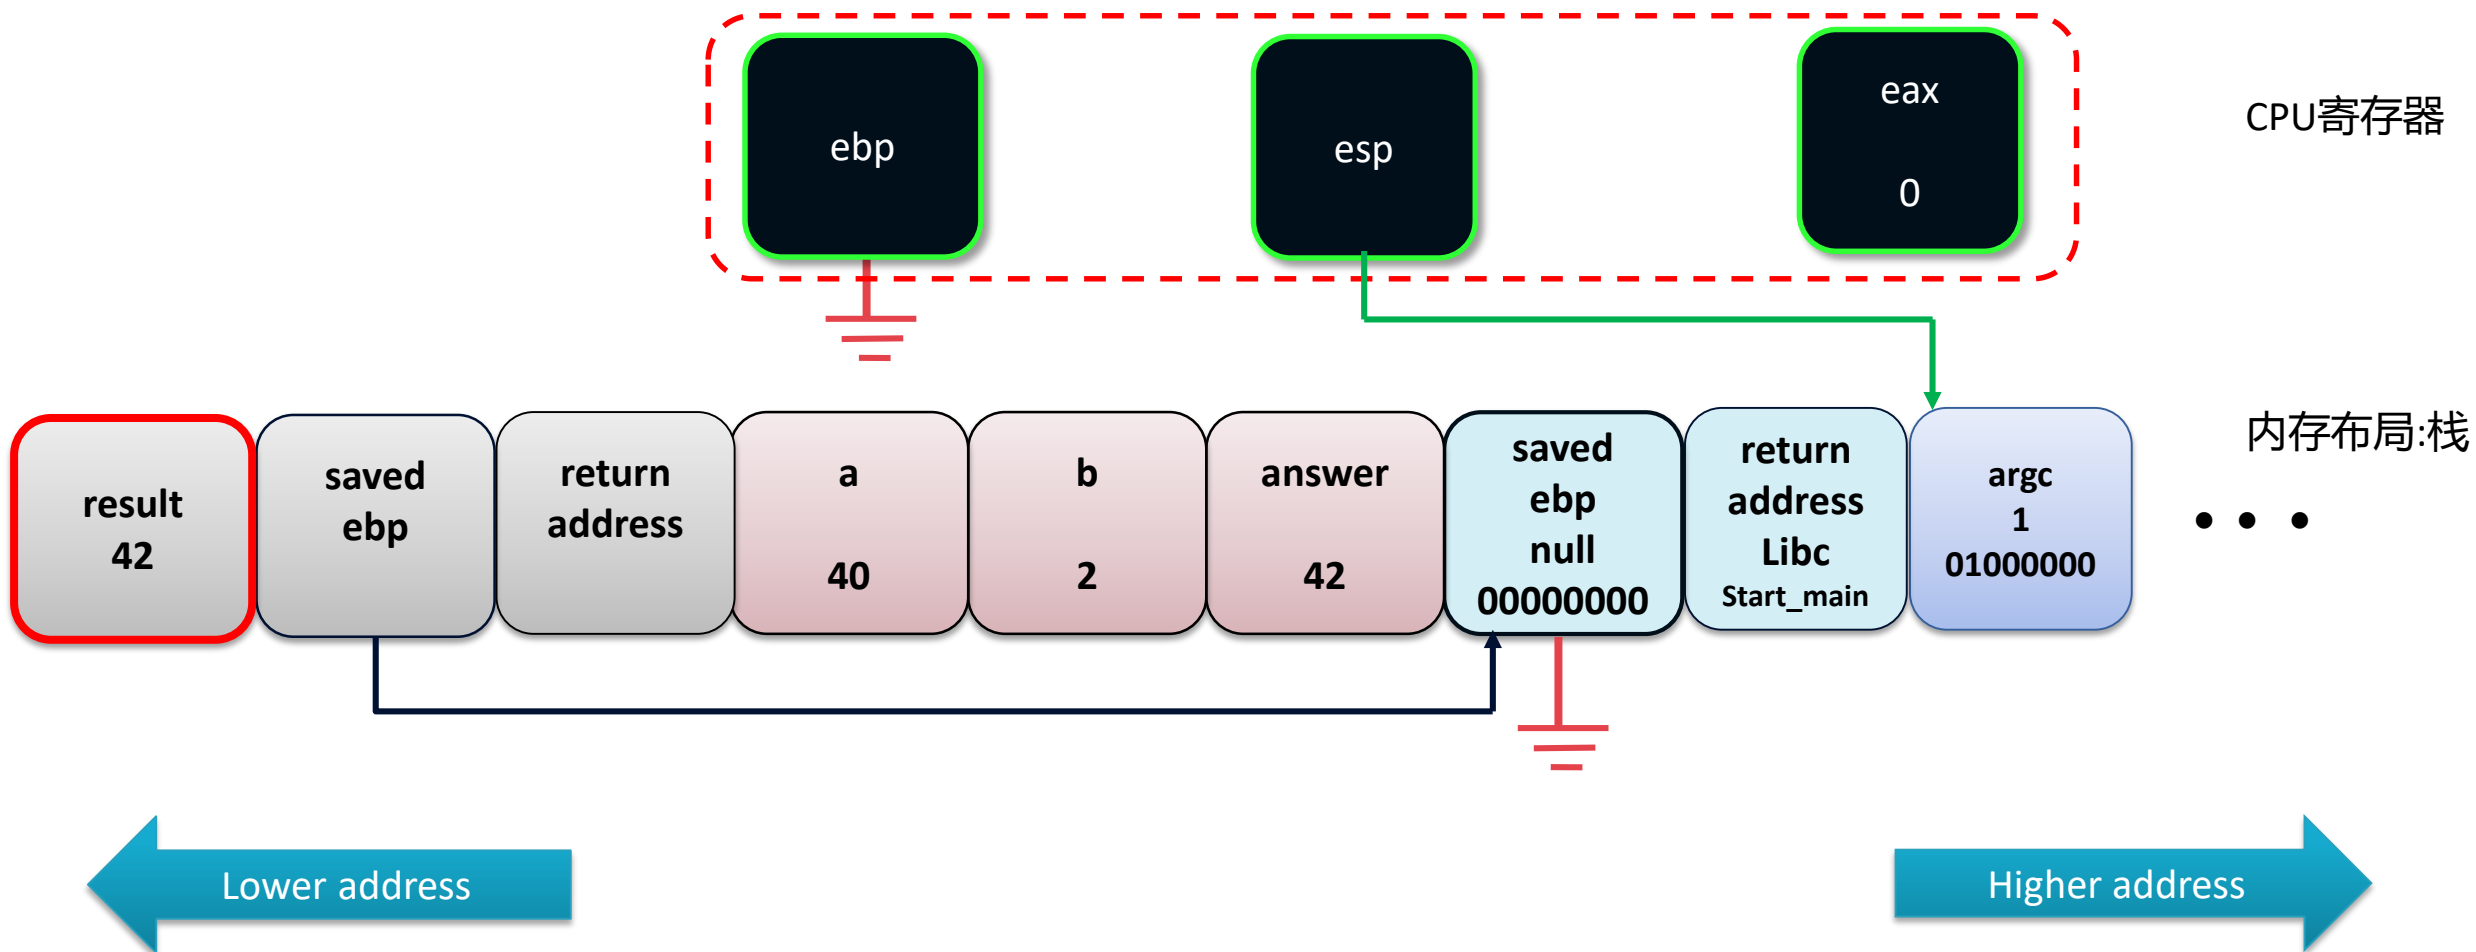 ebp
esp
eax
0
CPU寄存器
内存布局:栈
result
42
saved
ebp
return
address
a
40
b
2
answer
42
saved
ebp
null
00000000
return
address
Libc
Start_main
argc
1
01000000
• • •
Lower address
Higher address